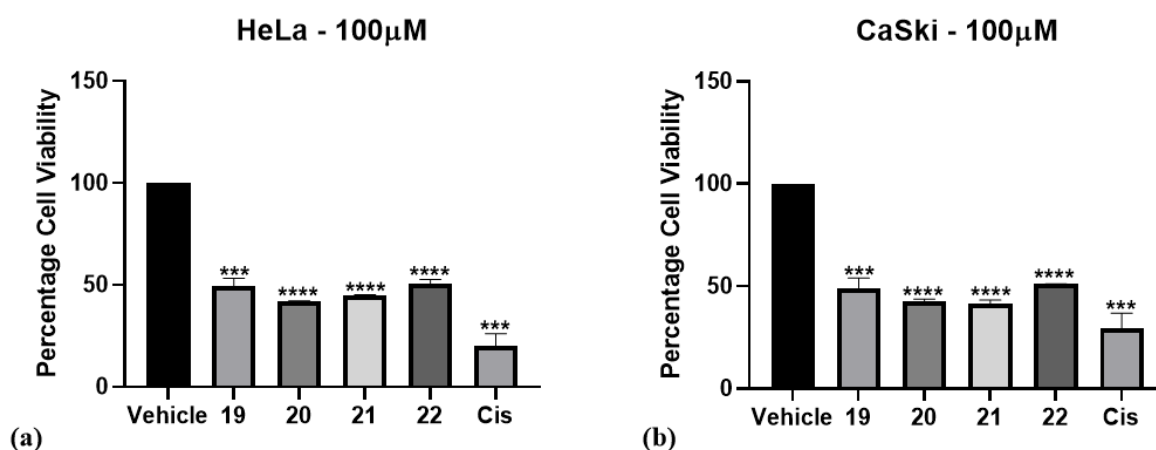 HeLa - 100μM
Percentage Cell Viability
150
100
50
0
***
****
****
****
***
Vehicle 19 20 21 22 Cis
(a)
CaSki - 100μM
Percentage Cell Viability
150
100
50
0
***
****
****
****
***
Vehicle 19 20 21 22 Cis
(b)